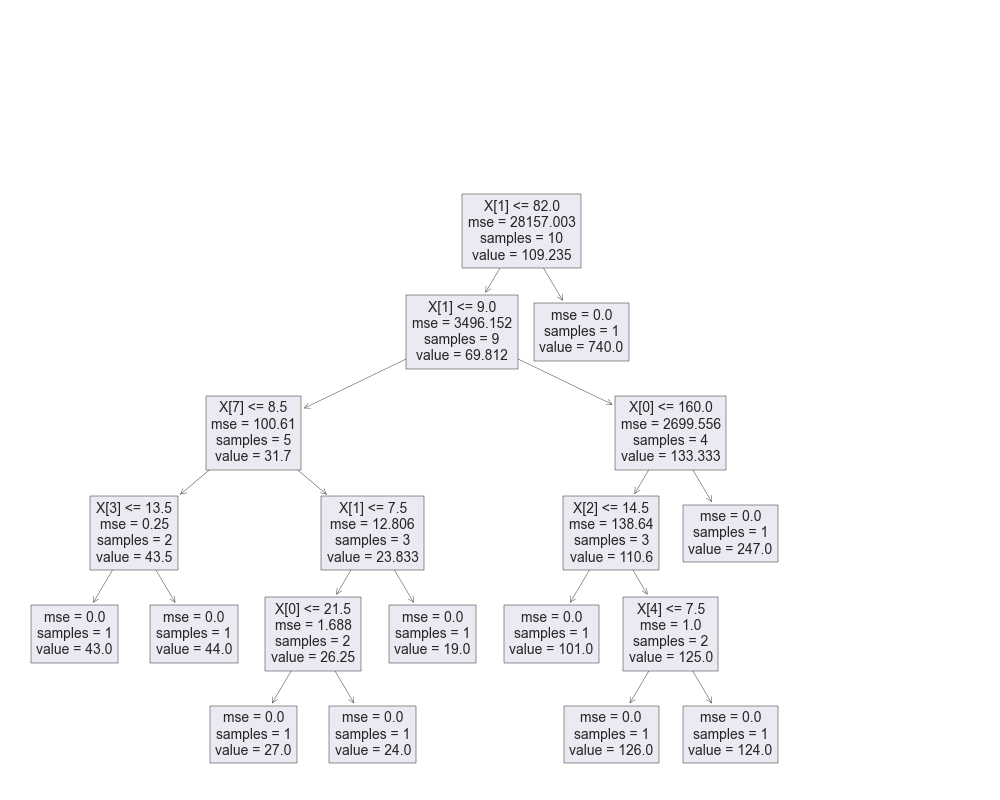 X[1] <= 82.0
mse = 28157.003
samples = 10
value = 109.235
X[1] <= 9.0
mse = 3496.152
samples = 9
value = 69.812
mse = 0.0
samples = 1
value = 740.0
X[7] <= 8.5
mse = 100.61
samples = 5
value = 31.7
X[0] <= 160.0
mse = 2699.556
samples = 4
value = 133.333
X[3] <= 13.5
mse = 0.25
samples = 2
value = 43.5
X[1] <= 7.5
mse = 12.806
samples = 3
value = 23.833
X[2] <= 14.5
mse = 138.64
samples = 3
value = 110.6
mse = 0.0
samples = 1
value = 247.0
mse = 0.0
samples = 1
value = 43.0
mse = 0.0
samples = 1
value = 44.0
X[0] <= 21.5
mse = 1.688
samples = 2
value = 26.25
mse = 0.0
samples = 1
value = 19.0
mse = 0.0
samples = 1
value = 101.0
X[4] <= 7.5
mse = 1.0
samples = 2
value = 125.0
mse = 0.0
samples = 1
value = 27.0
mse = 0.0
samples = 1
value = 24.0
mse = 0.0
samples = 1
value = 126.0
mse = 0.0
samples = 1
value = 124.0